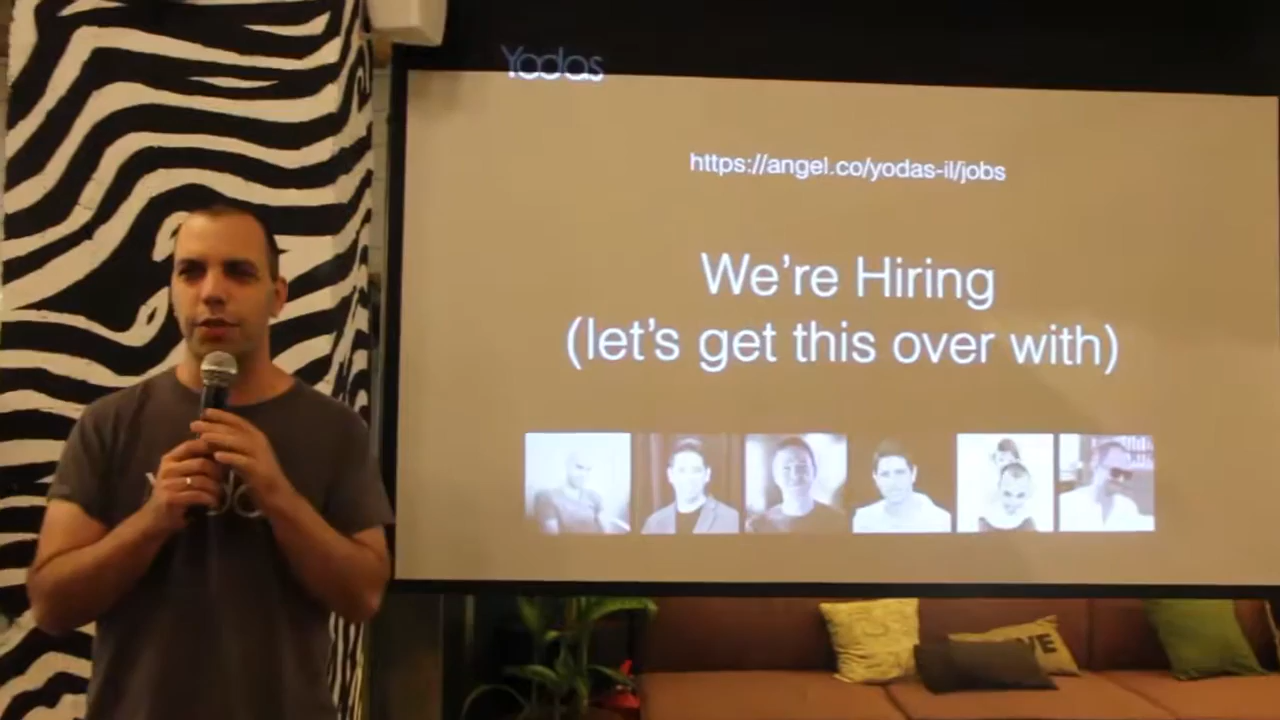 Yodas
https://angel.co/yodas-il/jobs
We're Hiring
(let's get this over with)